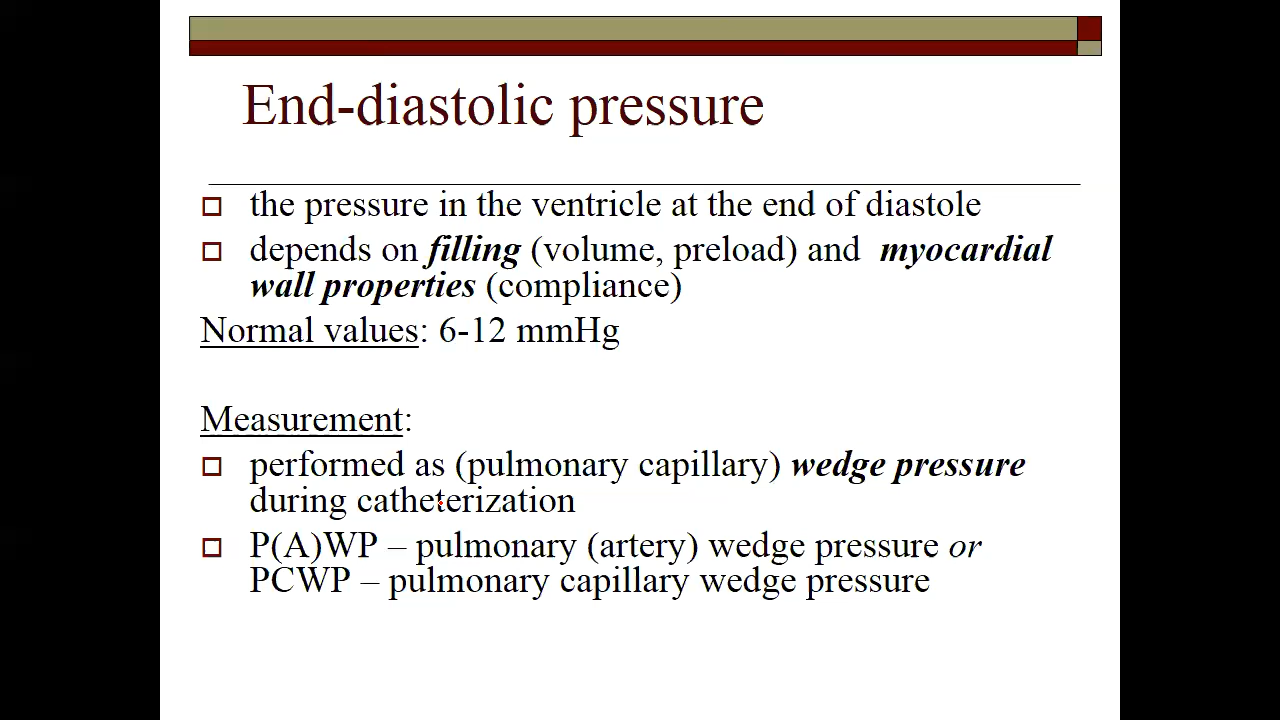 End-diastolic pressure
the pressure in the ventricle at the end of diastole
depends on filling (volume, preload) and myocardial
wall properties (compliance)
Normal values: 6-12 mmHg
Measurement:
performed as (pulmonary capillary) wedge pressure
during catheterization
P(A)WP – pulmonary (artery) wedge pressure or
PCWP – pulmonary capillary wedge pressure